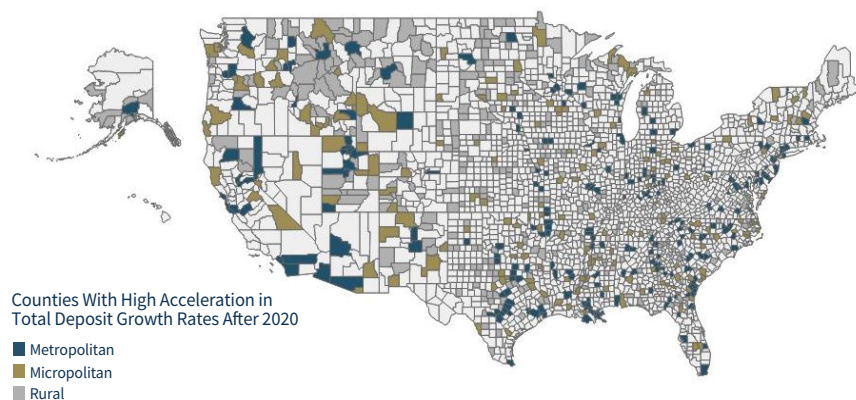 Counties With High Acceleration in
Total Deposit Growth Rates After 2020
Metropolitan
Micropolitan
Rural